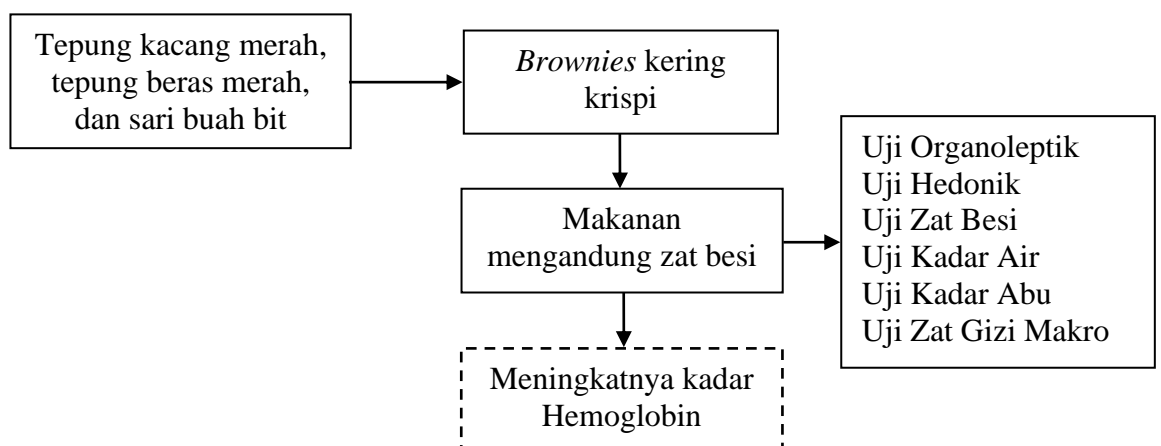 Tepung kacang merah,
tepung beras merah,
dan sari buah bit
Brownies kering
krispi
Makanan
mengandung zat besi
Uji Organoleptik
Uji Hedonik
Uji Zat Besi
Uji Kadar Air
Uji Kadar Abu
Uji Zat Gizi Makro
Meningkatnya kadar
Hemoglobin